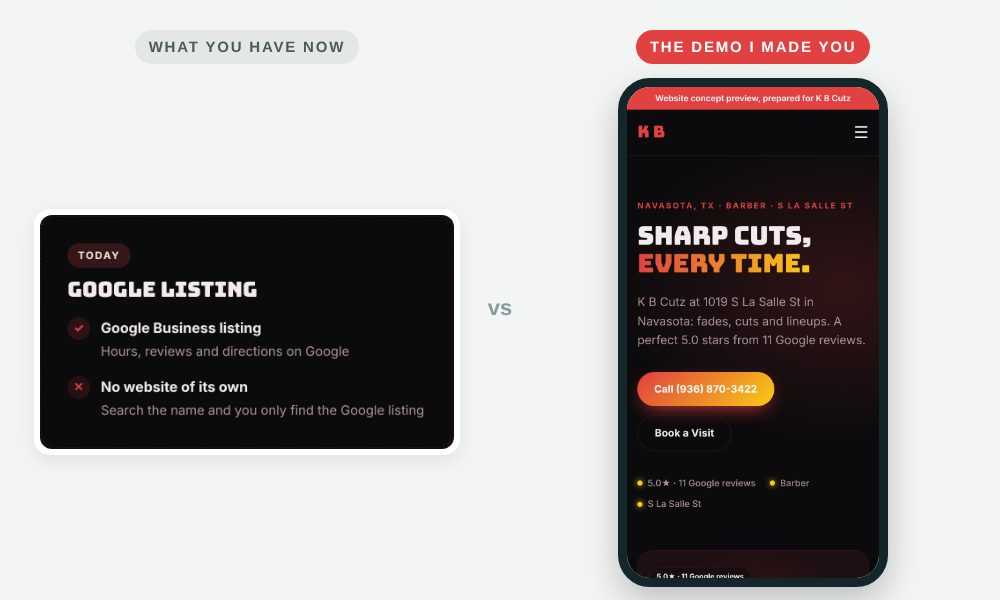 WHAT YOU HAVE NOW
TODAY
GOOGLE LISTING
Google Business listing
Hours, reviews and directions on Google
No website of its own
Search the name and you only find the Google listing
vs
THE DEMO I MADE YOU
Website concept preview, prepared for K B Cutz
K B
NAVASOTA, TX · BARBER · S LA SALLE ST
SHARP CUTS,
EVERY TIME.
K B Cutz at 1019 S La Salle St in
Navasota: fades, cuts and lineups. A
perfect 5.0 stars from 11 Google reviews.
Call (936) 870-3422
Book a Visit
5.0★ · 11 Google reviews
Barber
S La Salle St
5.0★ · 11 Google reviews